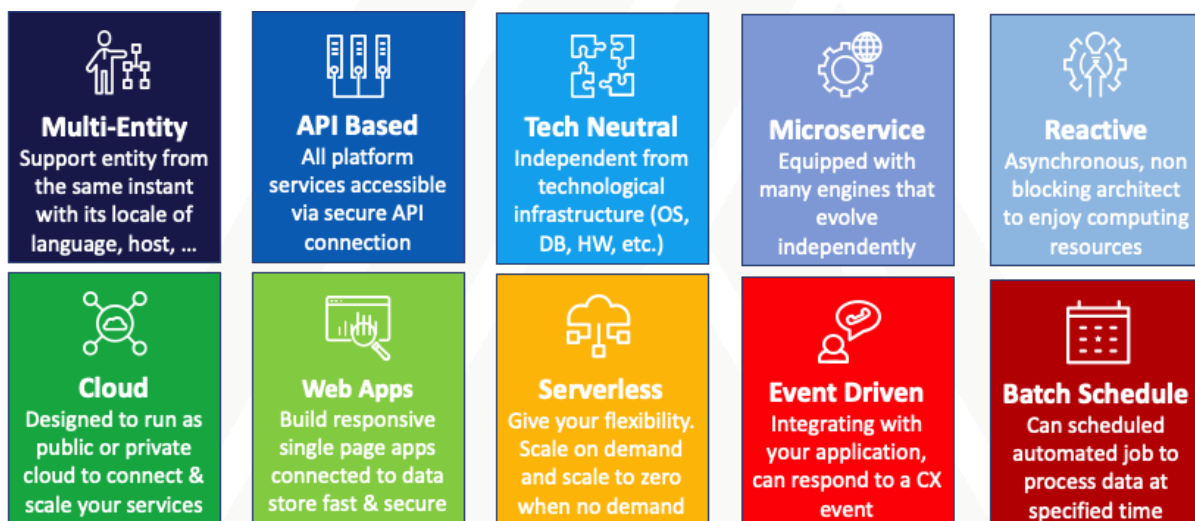 Multi-Entity
Support entity from
the same instant
with its locale of
language, host, ...
API Based
All platform
services accessible
via secure API
connection
Tech Neutral
Independent from
technological
infrastructure (OS,
DB, HW, etc.)
Microservice
Equipped with
many engines that
evolve
independently
Reactive
Asynchronous, non
blocking architect
to enjoy computing
resources
Cloud
Designed to run as
public or private
cloud to connect &
scale your services
Web Apps
Build responsive
single page apps
connected to data
store fast & secure
Serverless
Give your flexibility.
Scale on demand
and scale to zero
when no demand
Event Driven
Integrating with
your application,
can respond to a CX
event
Batch Schedule
Can scheduled
automated job to
process data at
specified time